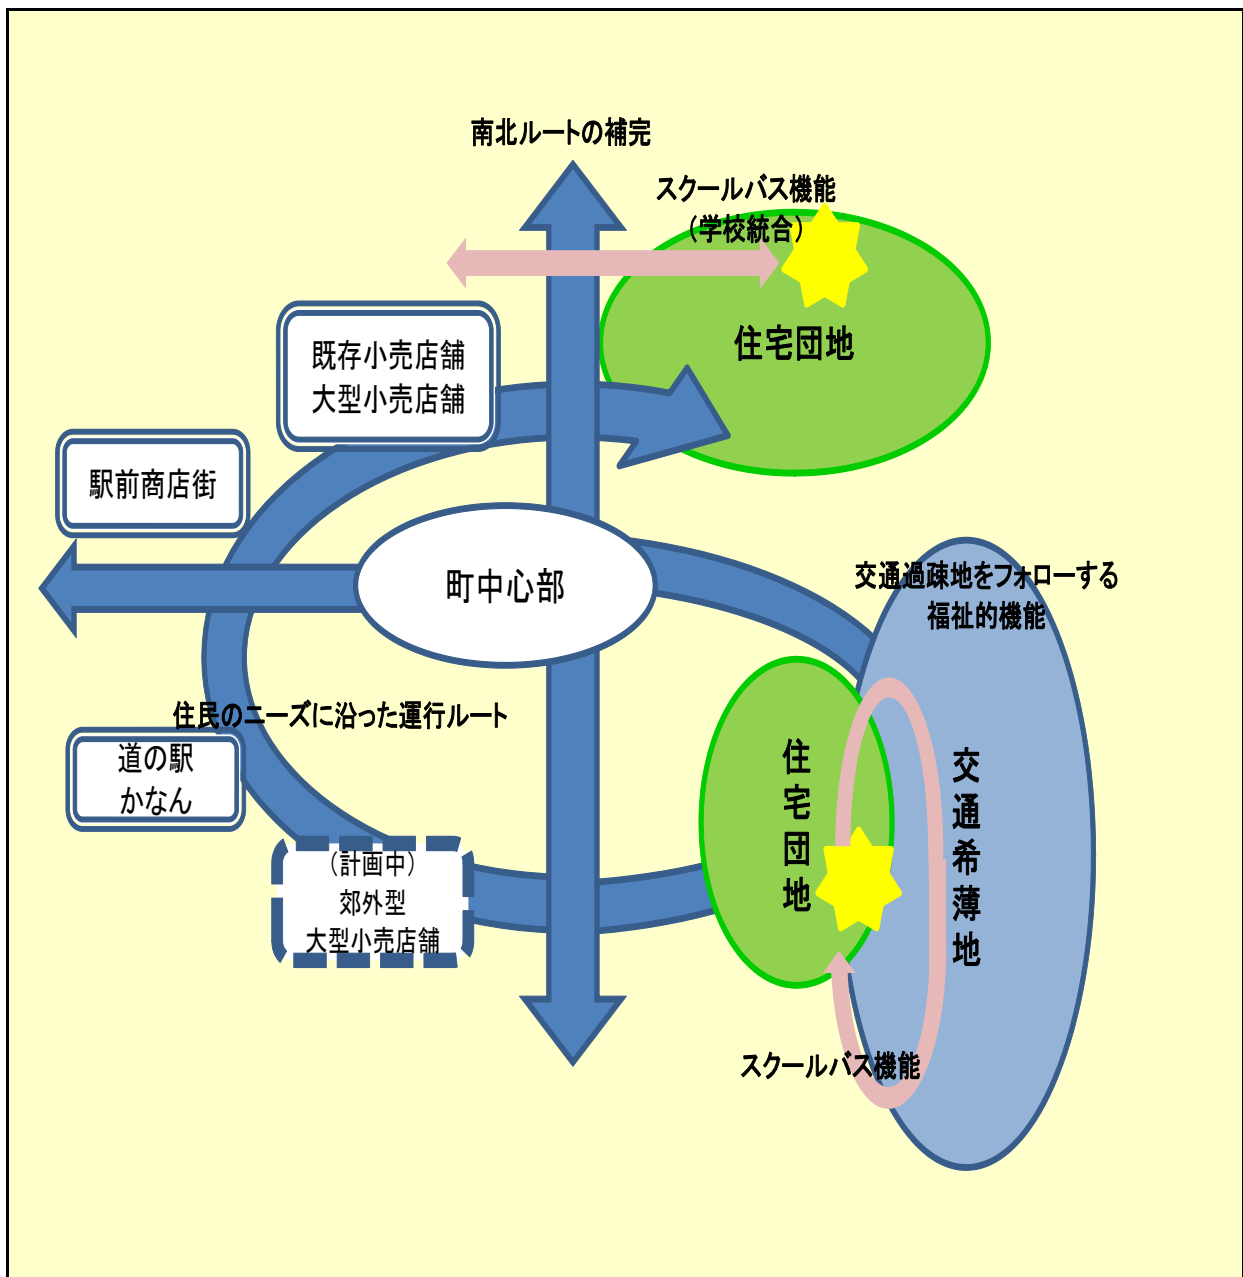 南北ルートの補完
スクールバス機能
（学校統合）
住宅団地
既存小売店舗
大型小売店舗
駅前商店街
町中心部
交通過疎地をフォローする
福祉的機能
住民のニーズに沿った運行ルート
道の駅
かなん
住宅団地
交通希薄地
（計画中）
郊外型
大型小売店舗
スクールバス機能